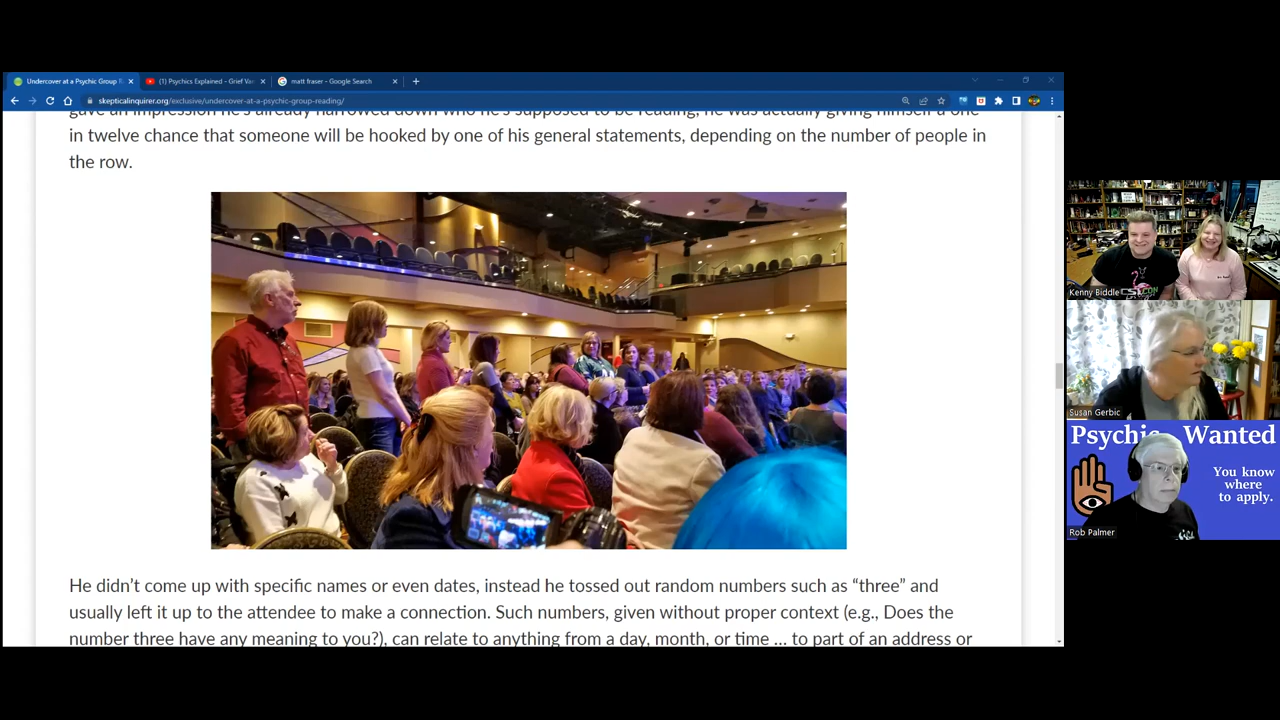 Undercover at a Psychic Group R
(1) Psychics Explained - Grief Va
matt fraser - Google Search
skepticalinquirer.org/exclusive/undercover-at-a-psychic-group-reading/
gave an impression he's already narrowed down who he's supposed to be reading, he was actually giving himself a one
in twelve chance that someone will be hooked by one of his general statements, depending on the number of people in
the row.
He didn't come up with specific names or even dates, instead he tossed out random numbers such as “three” and
usually left it up to the attendee to make a connection. Such numbers, given without proper context (e.g., Does the
number three have any meaning to you?), can relate to anything from a day, month, or time ... to part of an address or
Kenny Biddle
Susan Gerbic
Psychic Wanted
You know
where
to apply.
Rob Palmer